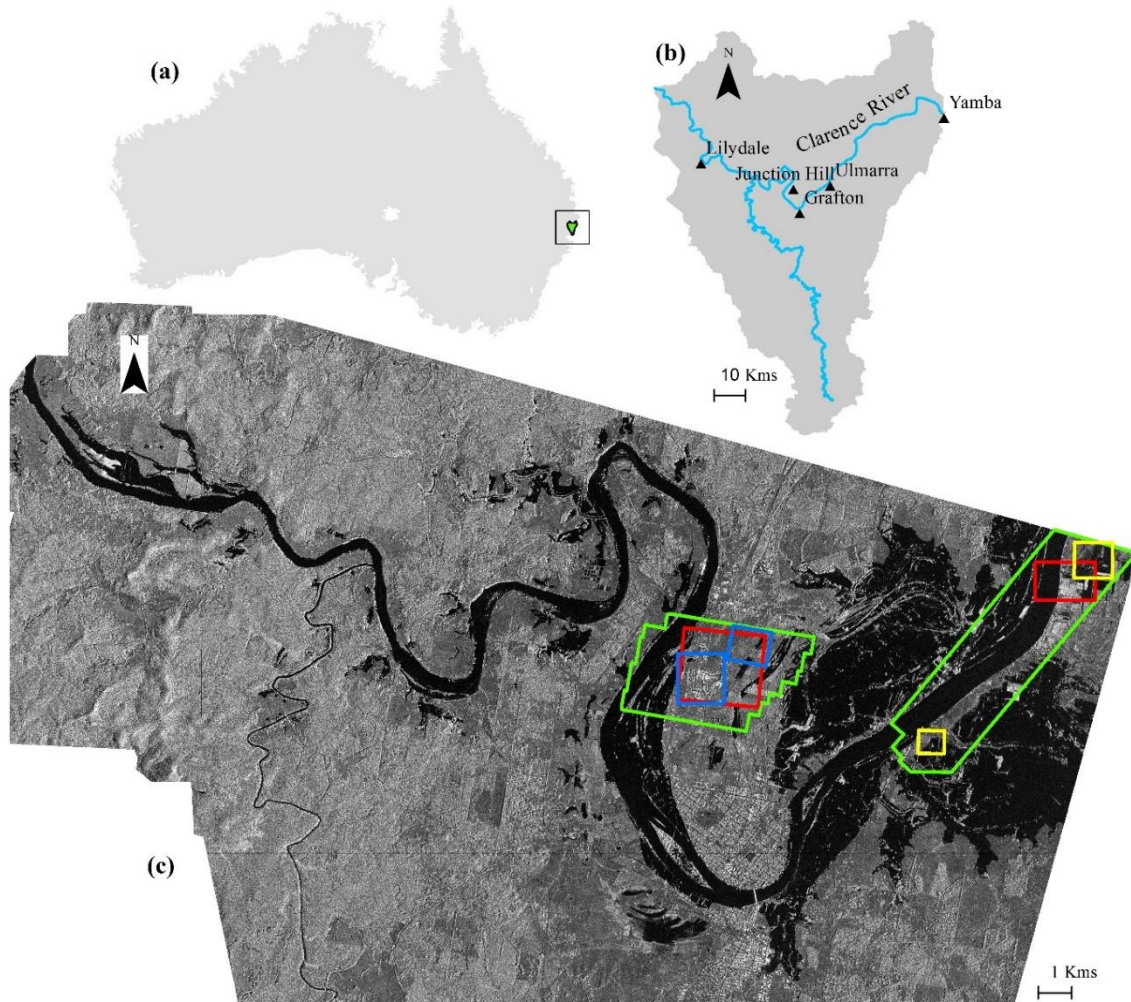 (a)
(b)
N
Clarence River
Yamba
Lilydale
Junction Hill
Ulmarra
Grafton
10 Kms
N
(c)
1 Kms